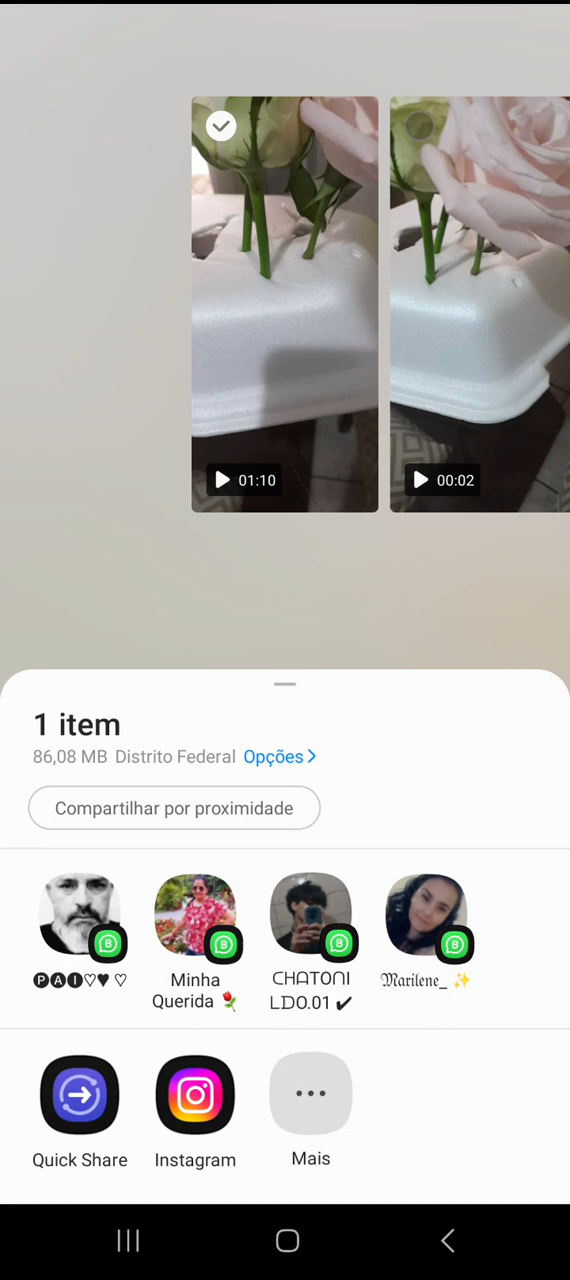 01:10
00:02
1 item
86,08 MB Distrito Federal Opções
Compartilhar por proximidade
B
B
B
B
🅟🅐🅘♡♥ ♡
Minha
Querida 🌷
CHATONI
LDO.01 ✔
𝔐𝔞𝔯𝔦𝔩𝔢𝔫𝔢_ ✨
Quick Share
Instagram
Mais